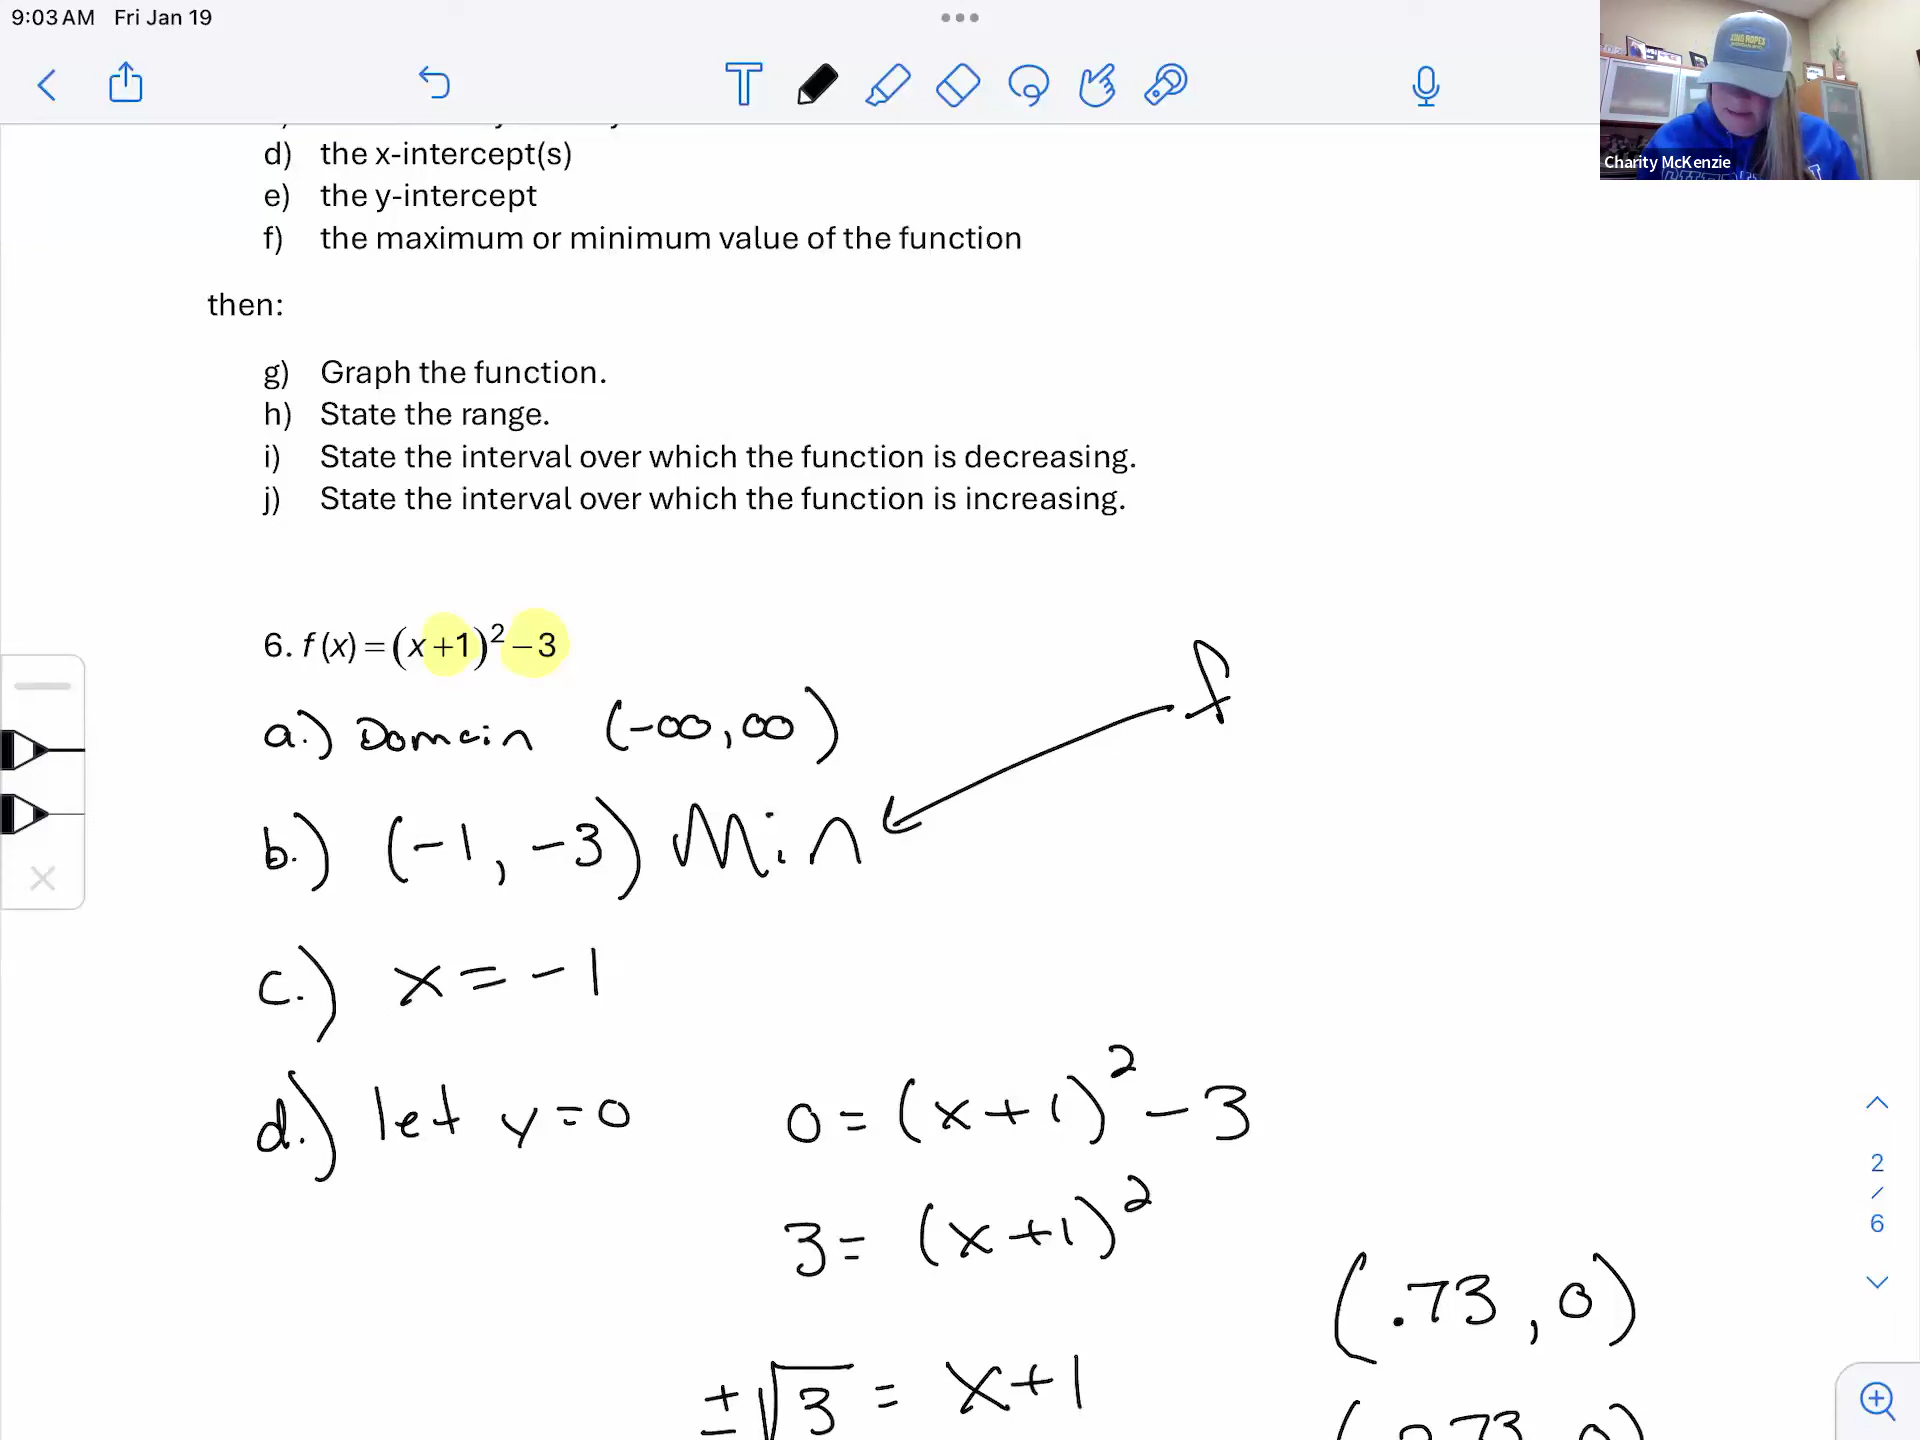 9:03 AM Fri Jan 19
T
Charity McKenzie
d) the x-intercept(s)
e) the y-intercept
f) the maximum or minimum value of the function
then:
g) Graph the function.
h) State the range.
i) State the interval over which the function is decreasing.
j) State the interval over which the function is increasing.
6. f(x) = (x+1)² − 3
f
a.) Domain (-∞, ∞)
b.) (-1, -3) Min
c.) x = -1
d.) let y=0 0 = (x+1)² - 3
3 = (x+1)²
(.73, 0)
±√3 = x+1
2
/
6